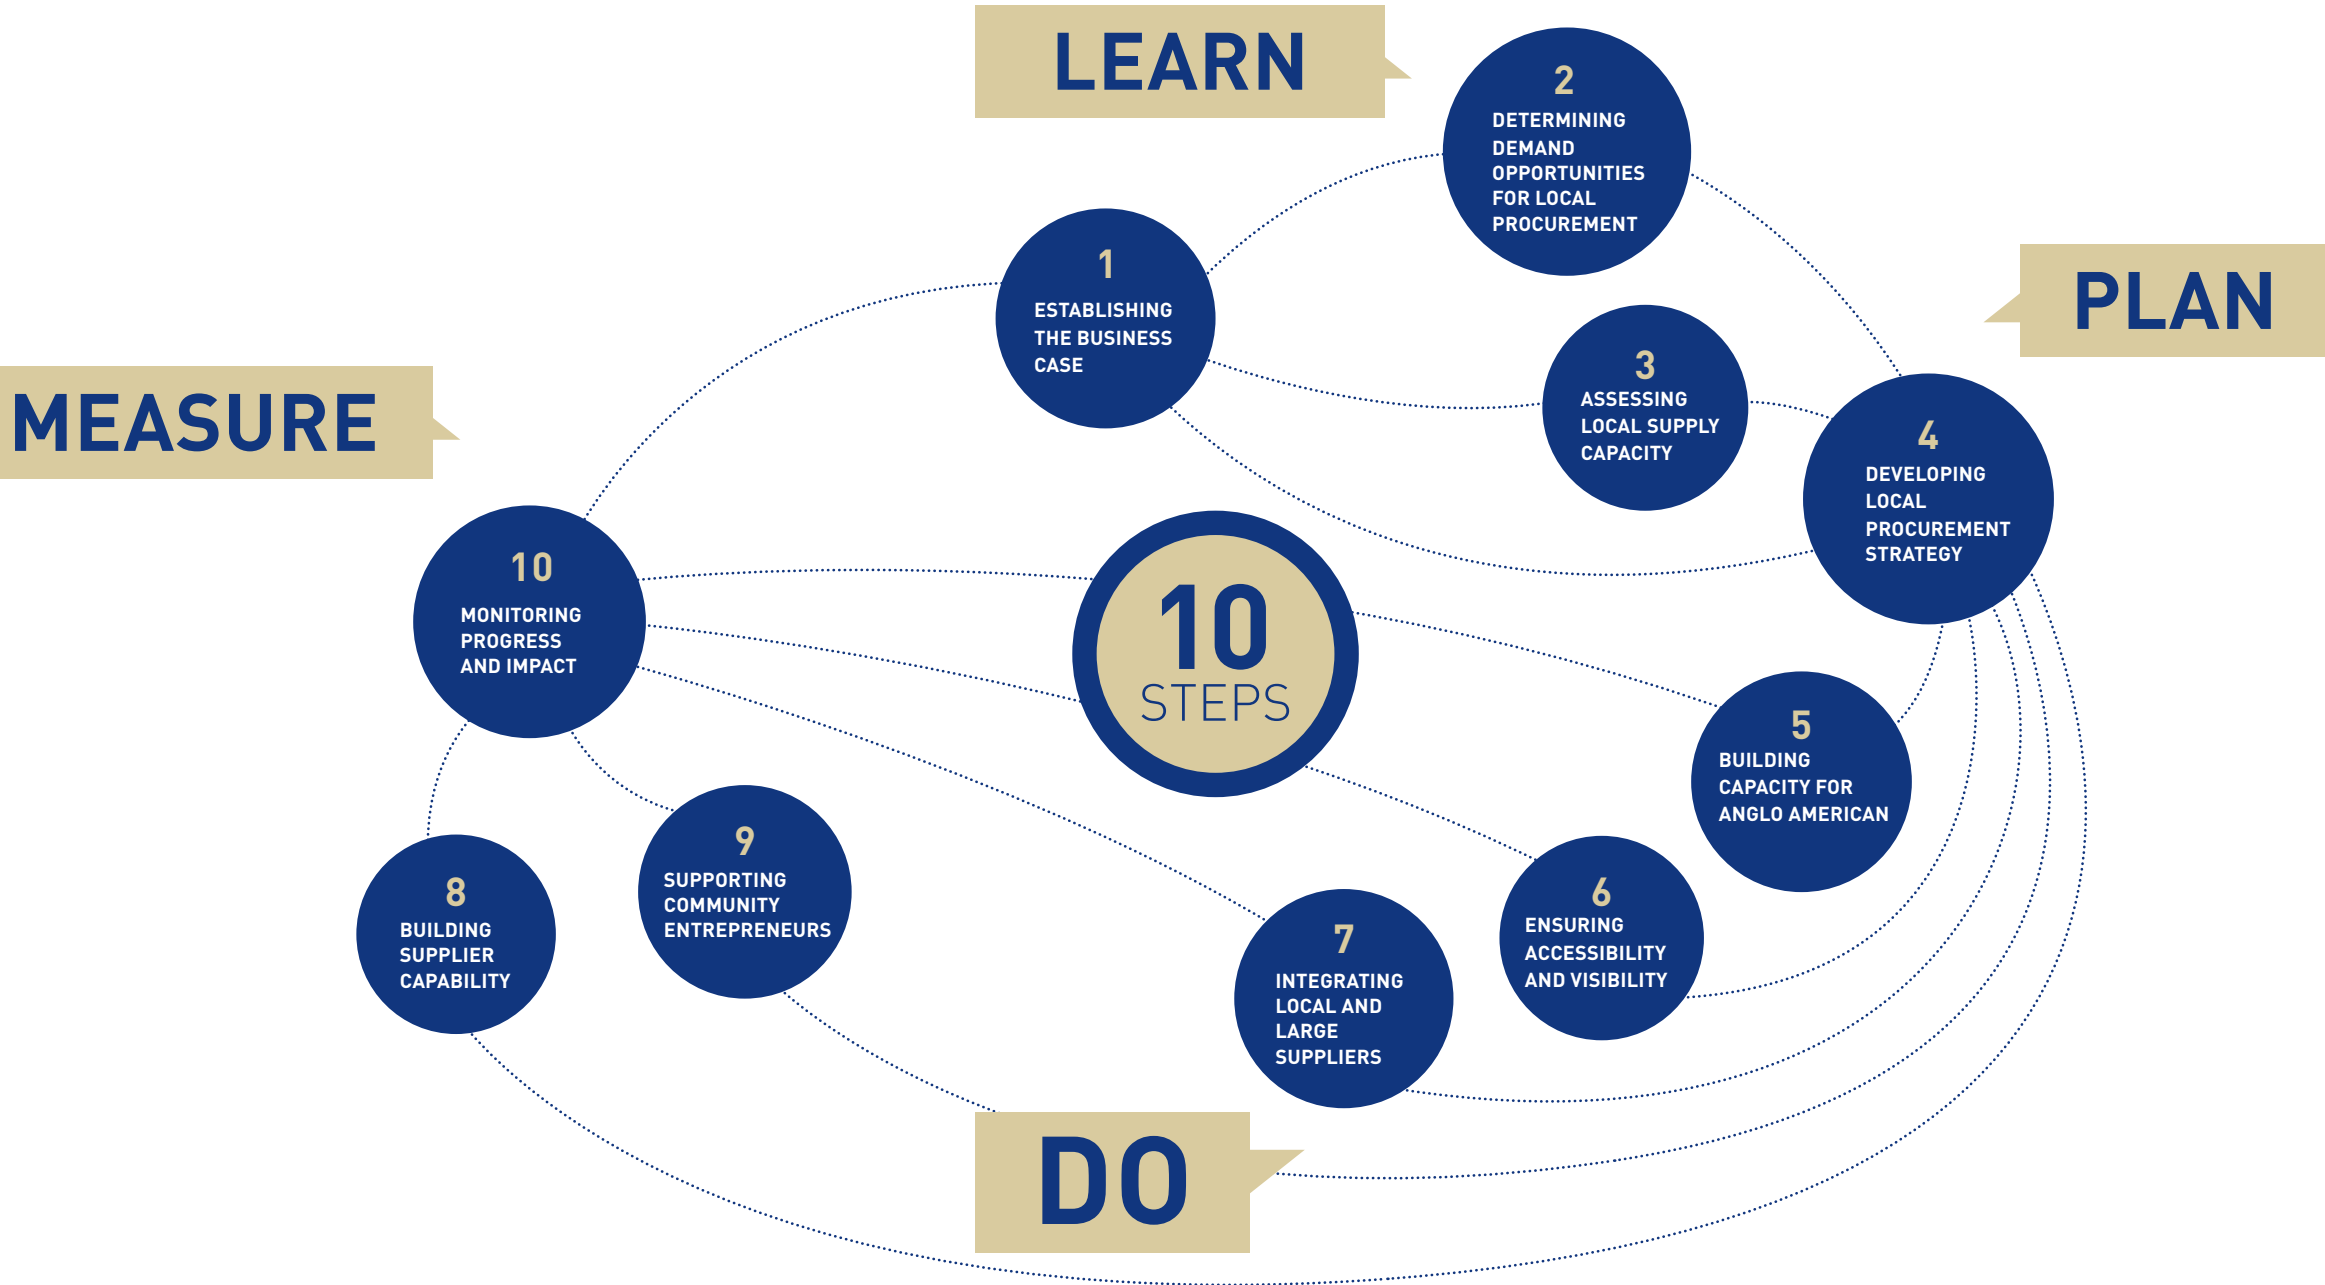 LEARN
2
DETERMINING
DEMAND
OPPORTUNITIES
FOR LOCAL
PROCUREMENT
1
ESTABLISHING
THE BUSINESS
CASE
PLAN
3
ASSESSING
LOCAL SUPPLY
CAPACITY
MEASURE
4
DEVELOPING
LOCAL
PROCUREMENT
STRATEGY
10
MONITORING
PROGRESS
AND IMPACT
10
STEPS
5
BUILDING
CAPACITY FOR
ANGLO AMERICAN
9
SUPPORTING
COMMUNITY
ENTREPRENEURS
8
BUILDING
SUPPLIER
CAPABILITY
6
ENSURING
ACCESSIBILITY
AND VISIBILITY
7
INTEGRATING
LOCAL AND
LARGE
SUPPLIERS
DO